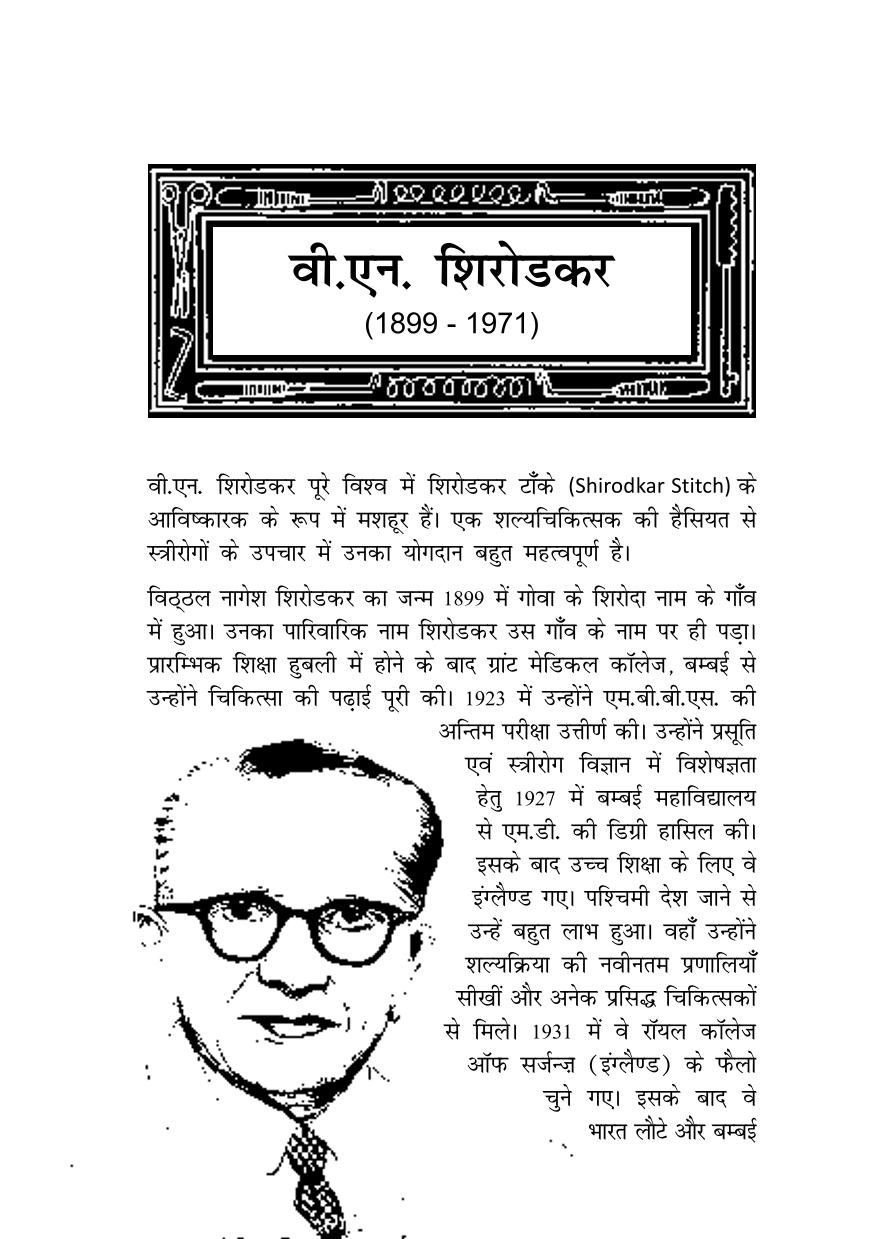 वी.एन. शिरोडकर
(1899 - 1971)
वी.एन. शिरोडकर पूरे विश्व में शिरोडकर टाँके (Shirodkar Stitch) के
आविष्कारक के रूप में मशहूर हैं। एक शल्यचिकित्सक की हैसियत से
स्त्रीरोगों के उपचार में उनका योगदान बहुत महत्वपूर्ण है।
विठ्ठल नागेश शिरोडकर का जन्म 1899 में गोवा के शिरोदा नाम के गाँव
में हुआ। उनका पारिवारिक नाम शिरोडकर उस गाँव के नाम पर ही पड़ा।
प्रारम्भिक शिक्षा हुबली में होने के बाद ग्रांट मेडिकल कॉलेज, बम्बई से
उन्होंने चिकित्सा की पढ़ाई पूरी की। 1923 में उन्होंने एम.बी.बी.एस. की
अन्तिम परीक्षा उत्तीर्ण की। उन्होंने प्रसूति
एवं स्त्रीरोग विज्ञान में विशेषज्ञता
हेतु 1927 में बम्बई महाविद्यालय
से एम.डी. की डिग्री हासिल की।
इसके बाद उच्च शिक्षा के लिए वे
इंग्लैण्ड गए। पश्चिमी देश जाने से
उन्हें बहुत लाभ हुआ। वहाँ उन्होंने
शल्यक्रिया की नवीनतम प्रणालियाँ
सीखीं और अनेक प्रसिद्ध चिकित्सकों
से मिले। 1931 में वे रॉयल कॉलेज
ऑफ सर्जन्ज़ (इंग्लैण्ड) के फैलो
चुने गए। इसके बाद वे
भारत लौटे और बम्बई